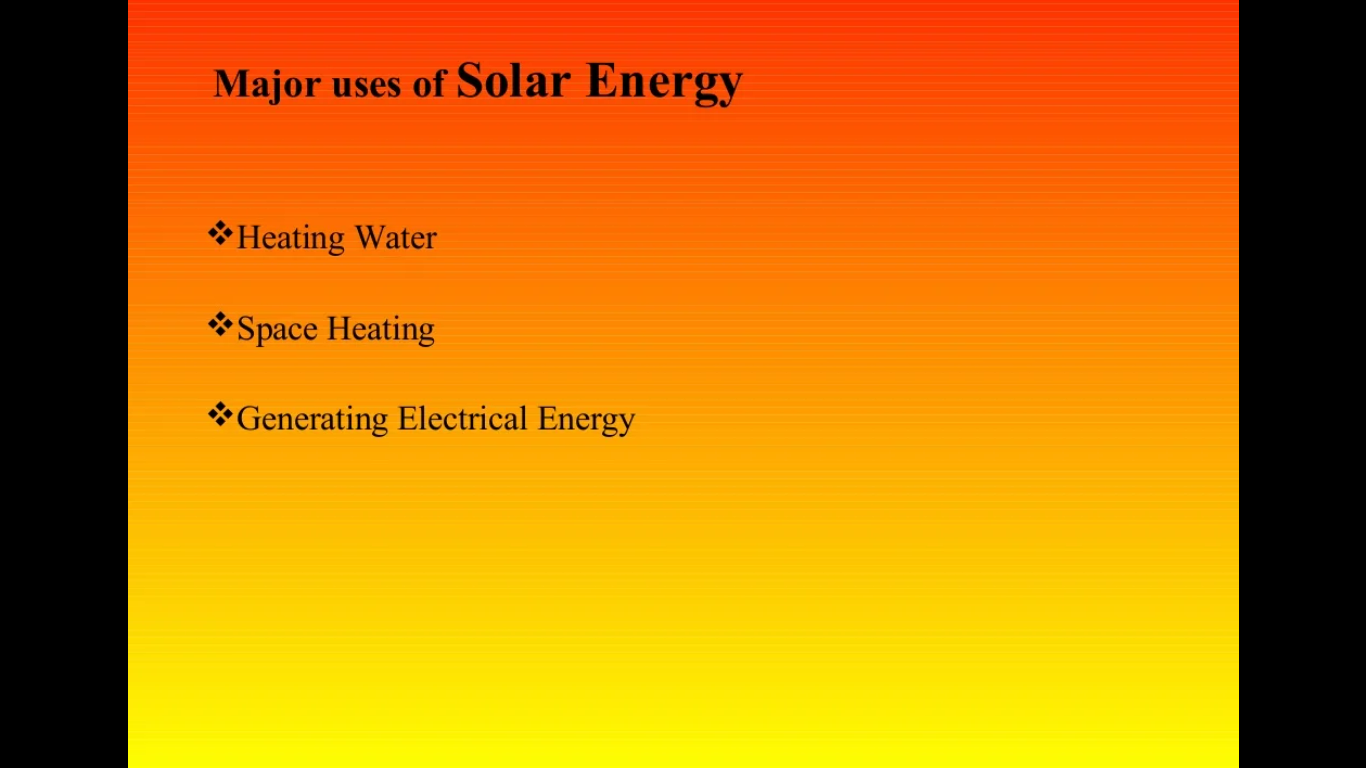 Major uses of Solar Energy
❖Heating Water
❖Space Heating
❖Generating Electrical Energy